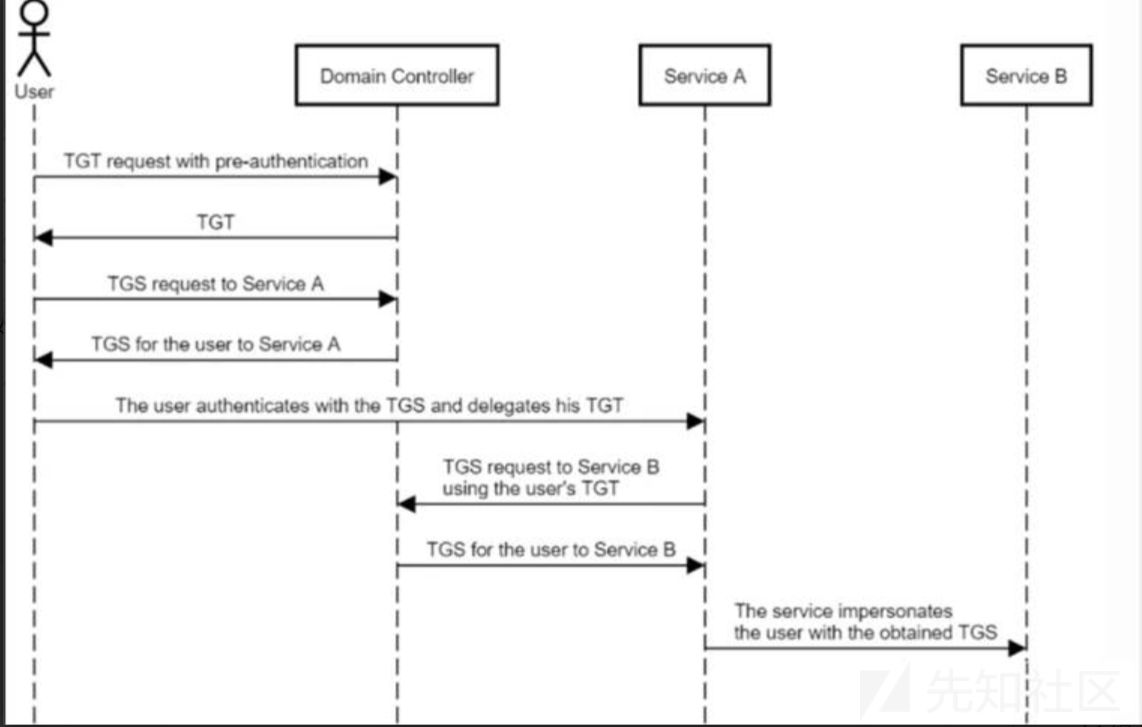 User
Domain Controller
Service A
Service B
TGT request with pre-authentication
TGT
TGS request to Service A
TGS for the user to Service A
The user authenticates with the TGS and delegates his TGT
TGS request to Service B
using the user's TGT
TGS for the user to Service B
The service impersonates
the user with the obtained TGS
先知社区